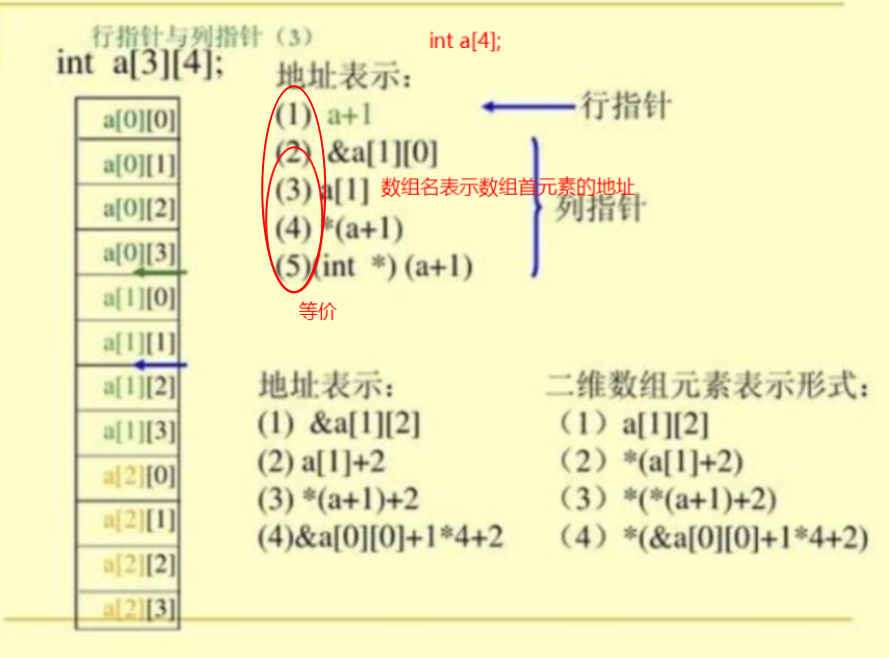 行指针与列指针（3）
int a[4];
int a[3][4];
地址表示：
(1) a+1
行指针
(2) &a[1][0]
(3) a[1] 数组名表示数组首元素的地址
列指针
(4) *(a+1)
(5)(int *) (a+1)
等价
a[0][0]
a[0][1]
a[0][2]
a[0][3]
a[1][0]
a[1][1]
a[1][2]
a[1][3]
a[2][0]
a[2][1]
a[2][2]
a[2][3]
地址表示：
(1) &a[1][2]
(2) a[1]+2
(3) *(a+1)+2
(4)&a[0][0]+1*4+2
二维数组元素表示形式：
（1）a[1][2]
（2）*(a[1]+2)
（3）*(*(a+1)+2)
（4）*(&a[0][0]+1*4+2)